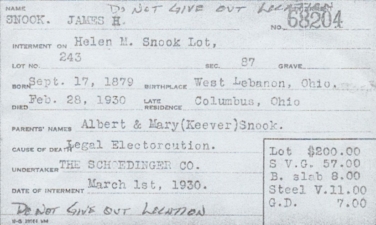 NAME DO NOT GIVE OUT LOCATION
SNOOK. JAMES H. NO. 68204
INTERMENT ON Helen M. Snook Lot,
LOT NO. 243 SEC. 87 GRAVE
BORN Sept. 17, 1879 BIRTHPLACE West Lebanon, Ohio.
DIED Feb. 28, 1930 LATE RESIDENCE Columbus, Ohio
PARENTS' NAMES Albert & Mary(Keever)Snook.
CAUSE OF DEATH Legal Electorcution.
UNDERTAKER THE SCHOEDINGER CO.
DATE OF INTERMENT March 1st, 1930.
DO NOT GIVE OUT LOCATION
Lot $200.00
S V.G. 57.00
B. slab 8.00
Steel V.11.00
G.D. 7.00